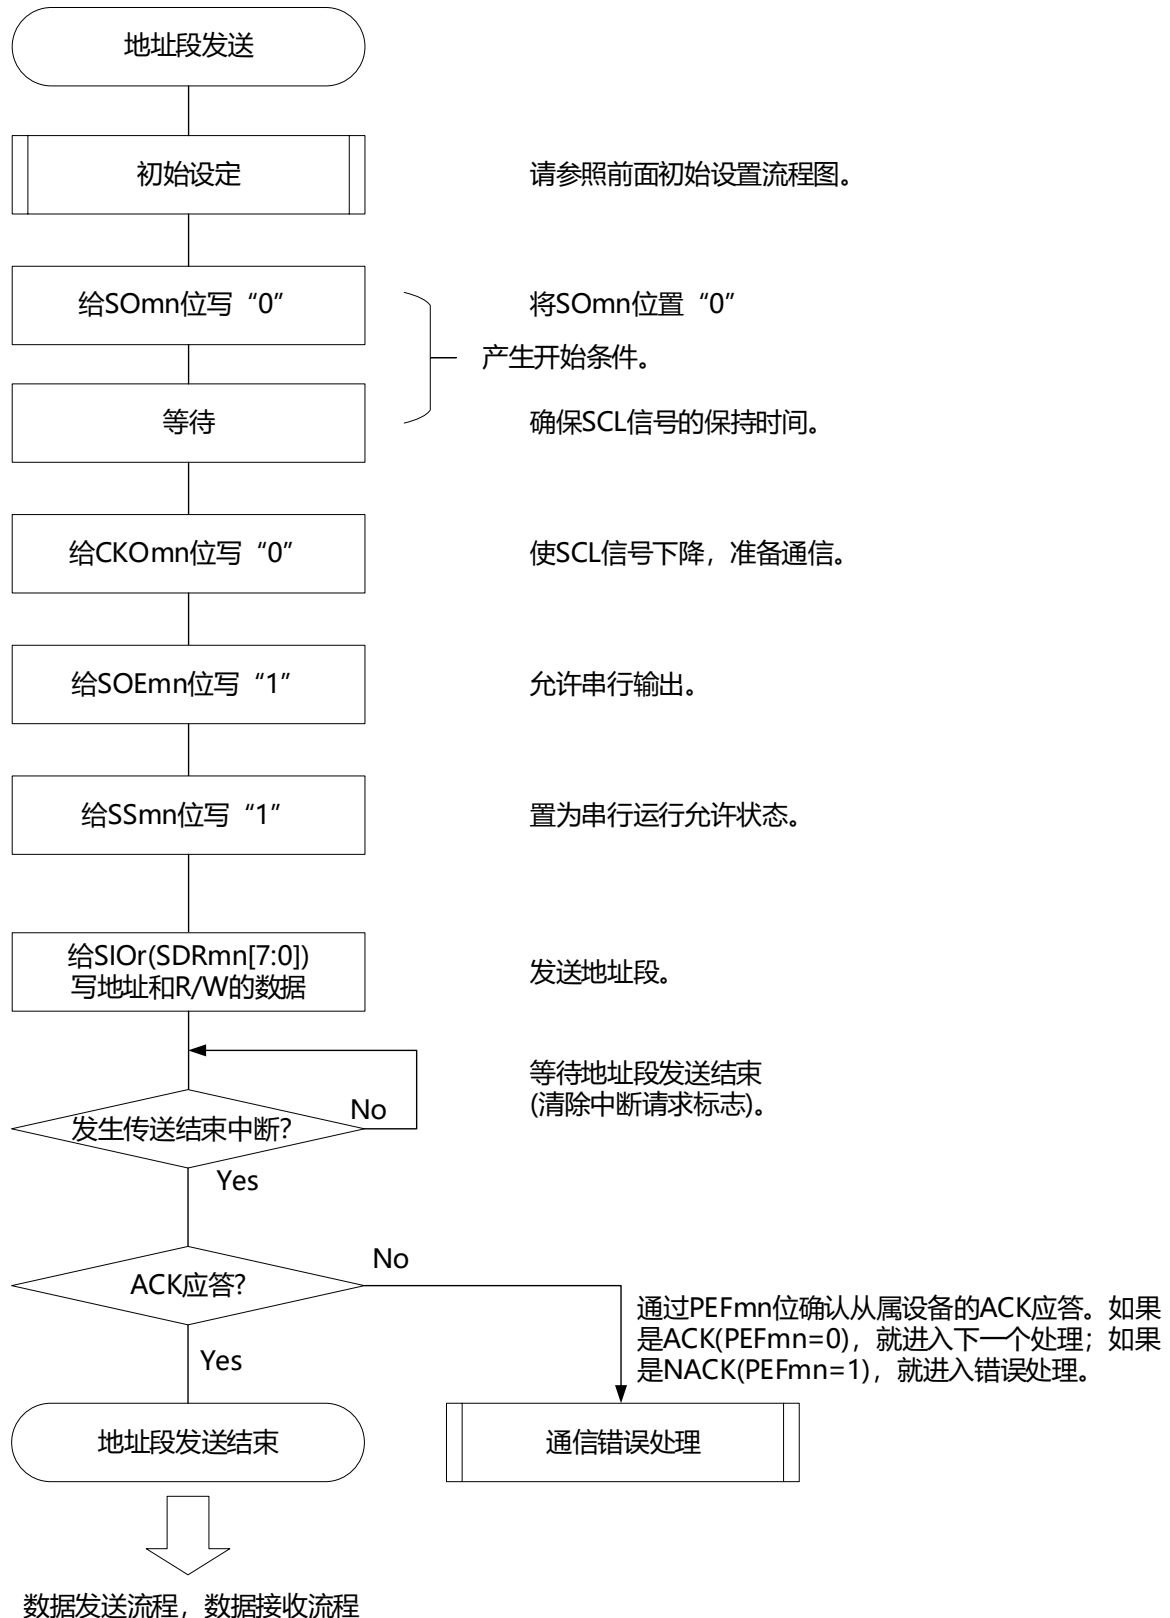 地址段发送
初始设定
请参照前面初始设置流程图。
给SOmn位写“0”
将SOmn位置“0”
产生开始条件。
等待
确保SCL信号的保持时间。
给CKOmn位写“0”
使SCL信号下降，准备通信。
给SOEmn位写“1”
允许串行输出。
给SSmn位写“1”
置为串行运行允许状态。
给SIOr(SDRmn[7:0])
写地址和R/W的数据
发送地址段。
等待地址段发送结束
(清除中断请求标志)。
发生传送结束中断?
No
Yes
ACK应答?
No
通过PEFmn位确认从属设备的ACK应答。如果
是ACK(PEFmn=0)，就进入下一个处理；如果
是NACK(PEFmn=1)，就进入错误处理。
Yes
地址段发送结束
通信错误处理
数据发送流程，数据接收流程